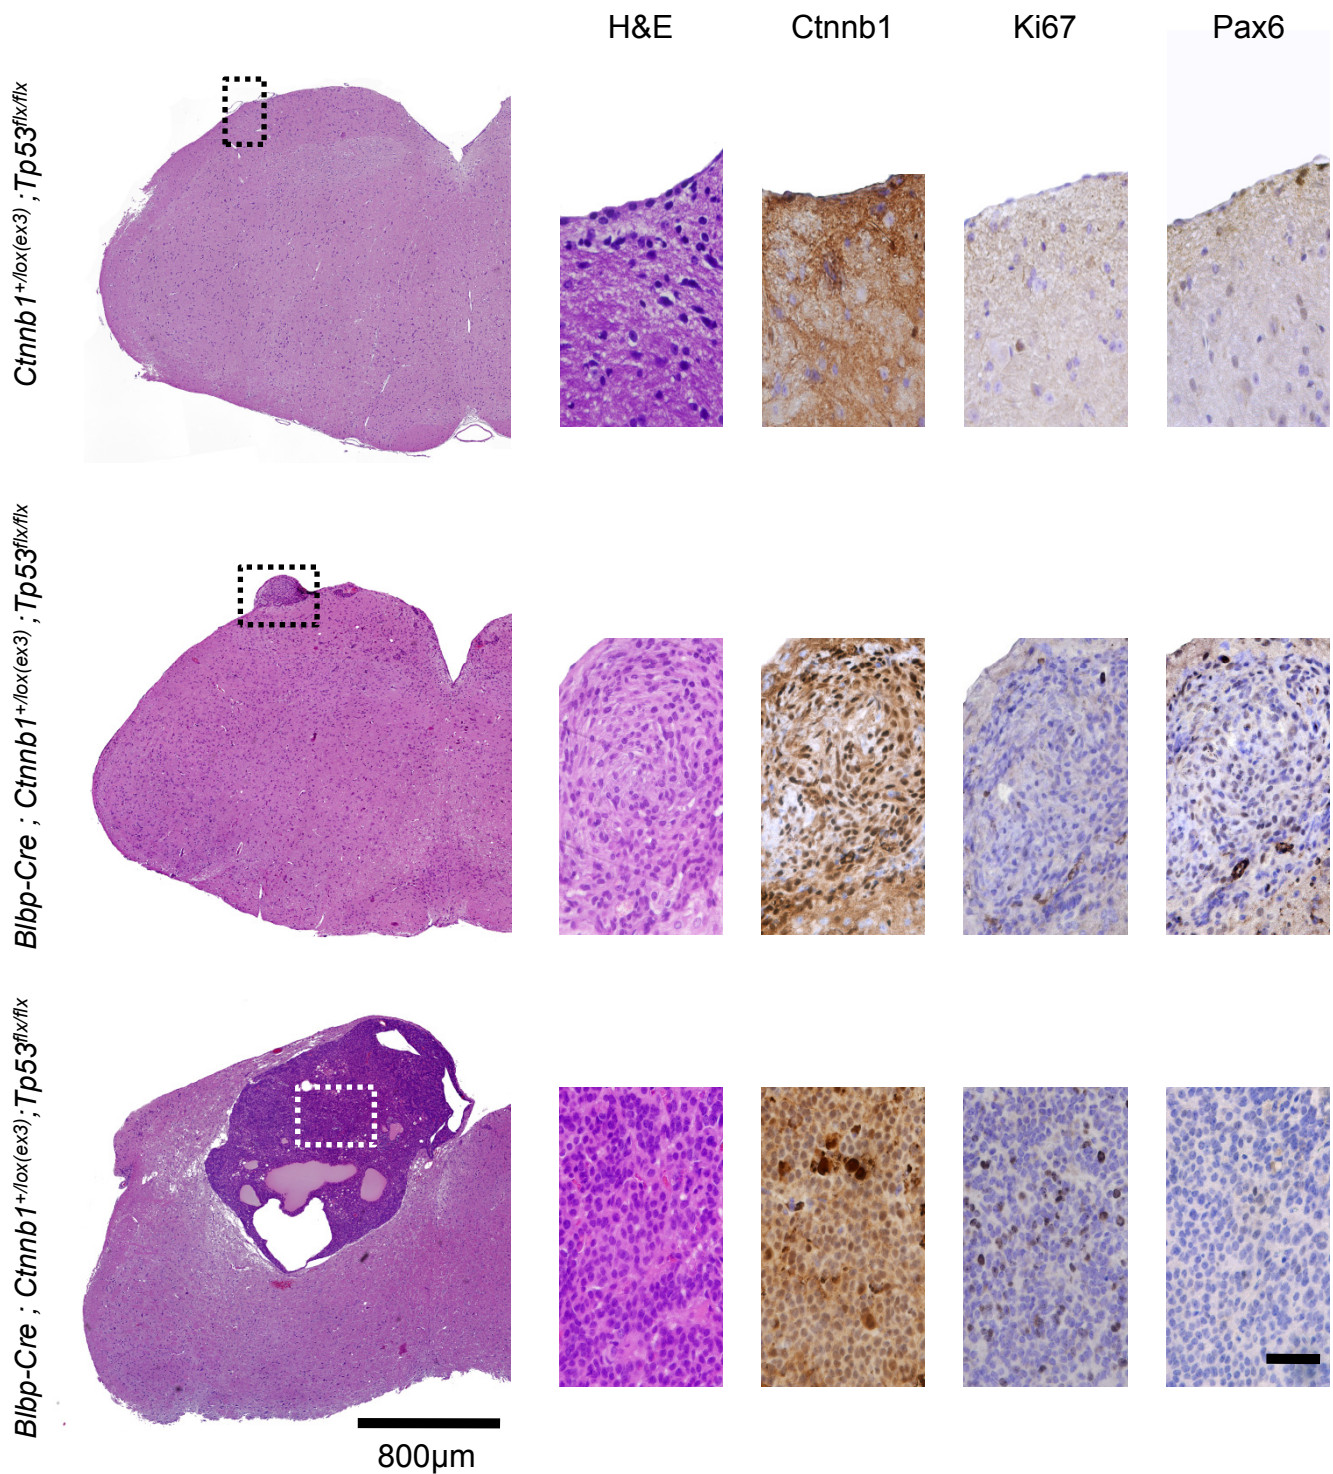 H&E Ctnnb1 Ki67 Pax6
Ctnnb1+/lox(ex3) ;Tp53flx/flx
Blbp-Cre ; Ctnnb1+/lox(ex3) ;Tp53flx/flx
Blbp-Cre ; Ctnnb1+/lox(ex3);Tp53flx/flx
800µm